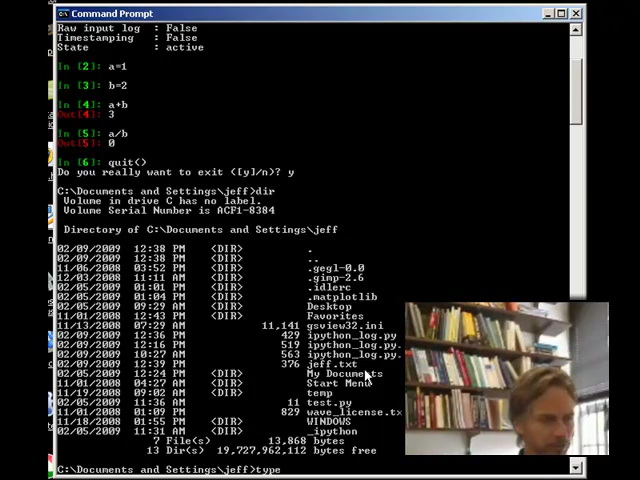 Command Prompt
Raw input log : False
Timestamping : False
State : active
In [2]: a=1
In [3]: b=2
In [4]: a+b
Out[4]: 3
In [5]: a/b
Out[5]: 0
In [6]: quit()
Do you really want to exit ([y]/n)? y
C:\Documents and Settings\jeff>dir
Volume in drive C has no label.
Volume Serial Number is ACF1-8384
Directory of C:\Documents and Settings\jeff
02/09/2009 12:38 PM <DIR> .
02/09/2009 12:38 PM <DIR> ..
11/06/2008 03:52 PM <DIR> .gegl-0.0
12/03/2008 11:11 AM <DIR> .gimp-2.6
02/05/2009 01:01 PM <DIR> .idlerc
02/05/2009 01:04 PM <DIR> .matplotlib
02/05/2009 09:29 AM <DIR> Desktop
11/01/2008 12:43 PM <DIR> Favorites
11/13/2008 07:29 AM 11,141 gsview32.ini
02/09/2009 12:36 PM 429 ipython_log.py
02/09/2009 12:16 PM 519 ipython_log.py.
02/09/2009 10:27 AM 563 ipython_log.py.
02/09/2009 12:39 PM 376 jeff.txt
02/05/2009 12:24 PM <DIR> My Documents
11/01/2008 04:27 AM <DIR> Start Menu
02/09/2009 09:02 AM <DIR> temp
02/05/2009 11:56 AM 11 test.py
11/01/2008 01:09 PM 829 wave_license.tx
11/18/2008 01:55 PM <DIR> WINDOWS
02/05/2009 11:31 AM <DIR> _ipython
7 File(s) 13,868 bytes
13 Dir(s) 19,727,962,112 bytes free
C:\Documents and Settings\jeff>type